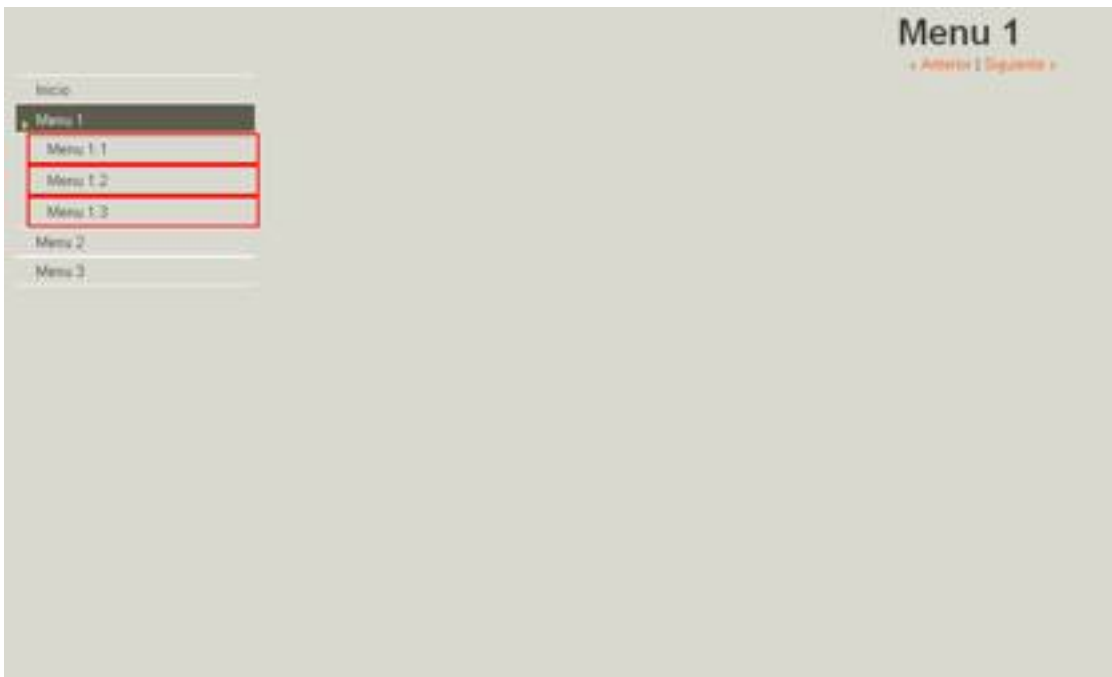 Menu 1
« Anterior | Siguiente »
Inicio
Menu 1
Menu 1.1
Menu 1.2
Menu 1.3
Menu 2
Menu 3